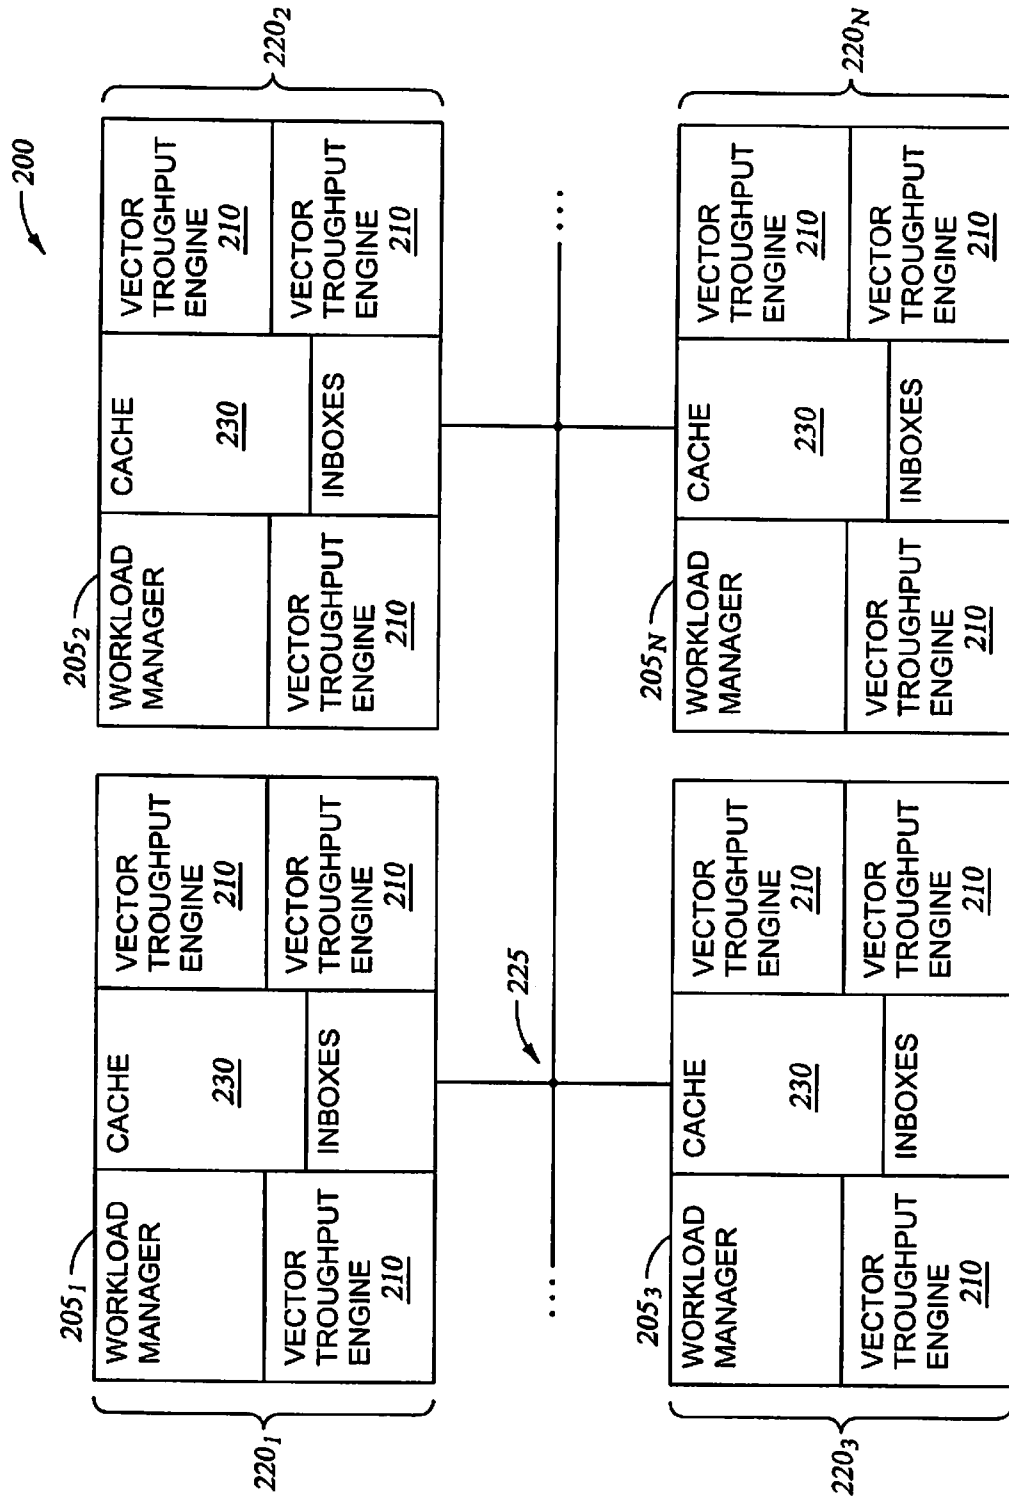 200
205₁
WORKLOAD
MANAGER
VECTOR
TROUGHPUT
ENGINE
210
CACHE
230
INBOXES
VECTOR
TROUGHPUT
ENGINE
210
VECTOR
TROUGHPUT
ENGINE
210
220₁
205₂
WORKLOAD
MANAGER
VECTOR
TROUGHPUT
ENGINE
210
CACHE
230
INBOXES
VECTOR
TROUGHPUT
ENGINE
210
VECTOR
TROUGHPUT
ENGINE
210
220₂
...
225
...
205₃
WORKLOAD
MANAGER
VECTOR
TROUGHPUT
ENGINE
210
CACHE
230
INBOXES
VECTOR
TROUGHPUT
ENGINE
210
VECTOR
TROUGHPUT
ENGINE
210
220₃
205N
WORKLOAD
MANAGER
VECTOR
TROUGHPUT
ENGINE
210
CACHE
230
INBOXES
VECTOR
TROUGHPUT
ENGINE
210
VECTOR
TROUGHPUT
ENGINE
210
220N